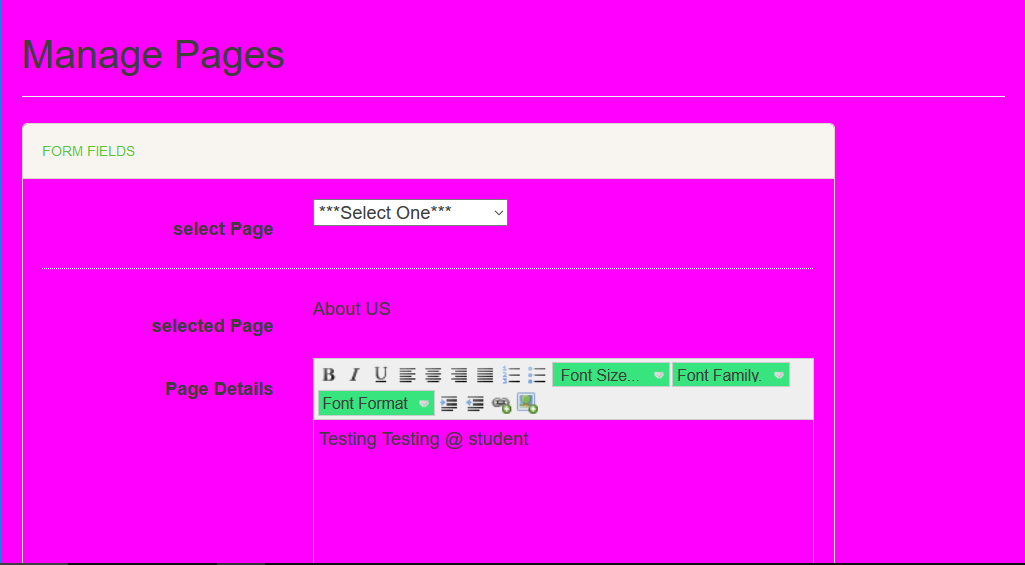 Manage Pages
FORM FIELDS
select Page
***Select One***
selected Page
About US
Page Details
B I U Font Size... Font Family.
Font Format
Testing Testing @ student